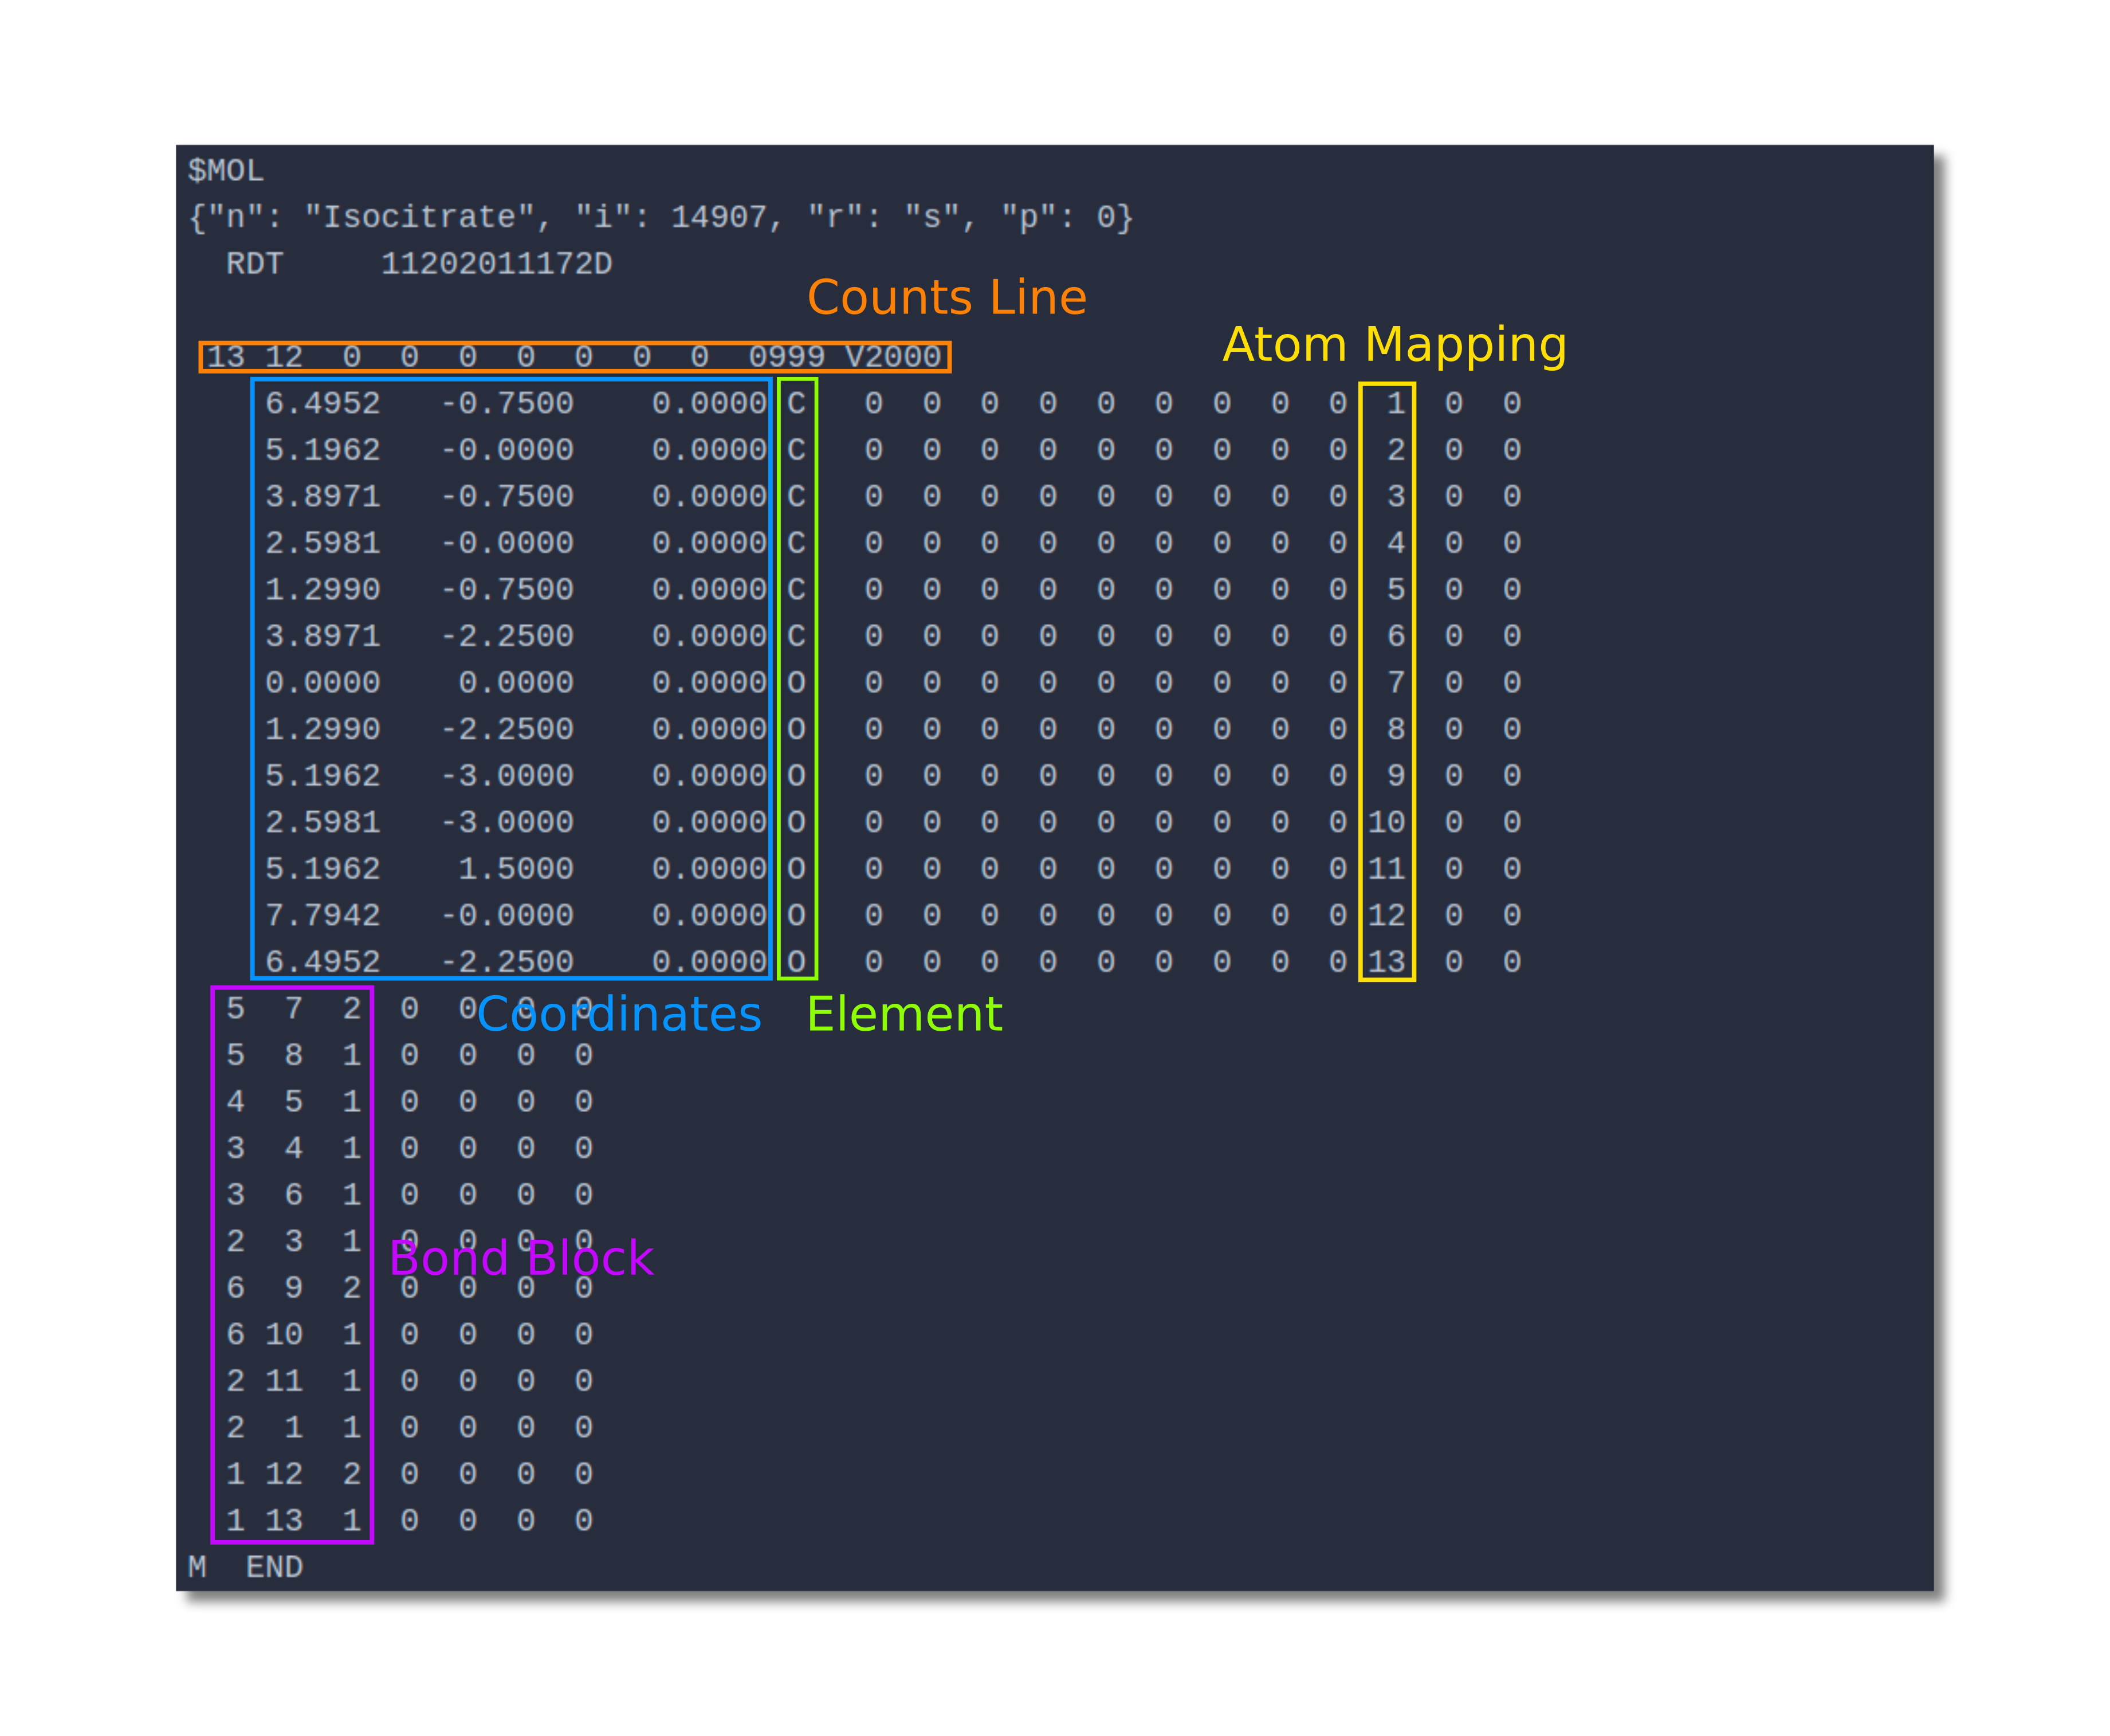 $MOL
{"n": "Isocitrate", "i": 14907, "r": "s", "p": 0}
  RDT     11202011172D
Counts Line
Atom Mapping
 13 12  0  0  0  0  0  0  0  0999 V2000
    6.4952   -0.7500    0.0000 C   0  0  0  0  0  0  0  0  0  1  0  0
    5.1962   -0.0000    0.0000 C   0  0  0  0  0  0  0  0  0  2  0  0
    3.8971   -0.7500    0.0000 C   0  0  0  0  0  0  0  0  0  3  0  0
    2.5981   -0.0000    0.0000 C   0  0  0  0  0  0  0  0  0  4  0  0
    1.2990   -0.7500    0.0000 C   0  0  0  0  0  0  0  0  0  5  0  0
    3.8971   -2.2500    0.0000 C   0  0  0  0  0  0  0  0  0  6  0  0
    0.0000    0.0000    0.0000 O   0  0  0  0  0  0  0  0  0  7  0  0
    1.2990   -2.2500    0.0000 O   0  0  0  0  0  0  0  0  0  8  0  0
    5.1962   -3.0000    0.0000 O   0  0  0  0  0  0  0  0  0  9  0  0
    2.5981   -3.0000    0.0000 O   0  0  0  0  0  0  0  0  0 10  0  0
    5.1962    1.5000    0.0000 O   0  0  0  0  0  0  0  0  0 11  0  0
    7.7942   -0.0000    0.0000 O   0  0  0  0  0  0  0  0  0 12  0  0
    6.4952   -2.2500    0.0000 O   0  0  0  0  0  0  0  0  0 13  0  0
  5  7  2  0  0  0  0
Coordinates
Element
  5  8  1  0  0  0  0
  4  5  1  0  0  0  0
  3  4  1  0  0  0  0
  3  6  1  0  0  0  0
  2  3  1  0  0  0  0
Bond Block
  6  9  2  0  0  0  0
  6 10  1  0  0  0  0
  2 11  1  0  0  0  0
  2  1  1  0  0  0  0
  1 12  2  0  0  0  0
  1 13  1  0  0  0  0
M  END